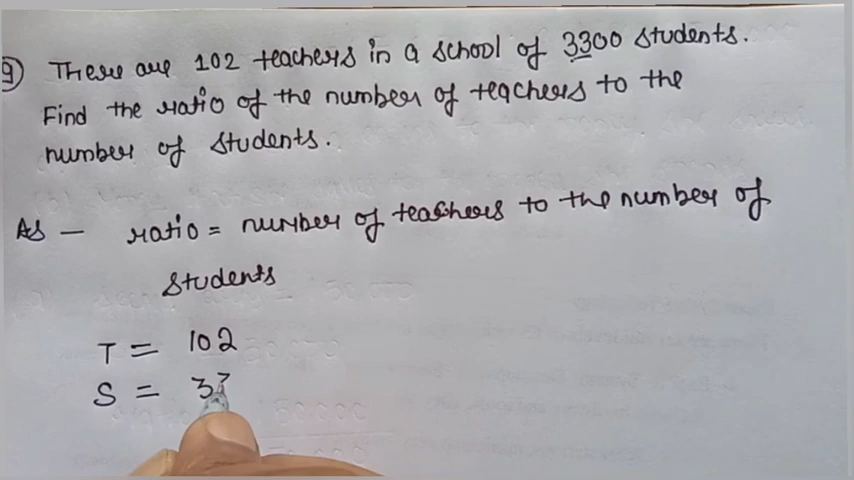 9) There are 102 teachers in a school of 3300 students.
Find the ratio of the number of teachers to the
number of students.
As — ratio = number of teachers to the number of
students
T = 102
S = 33